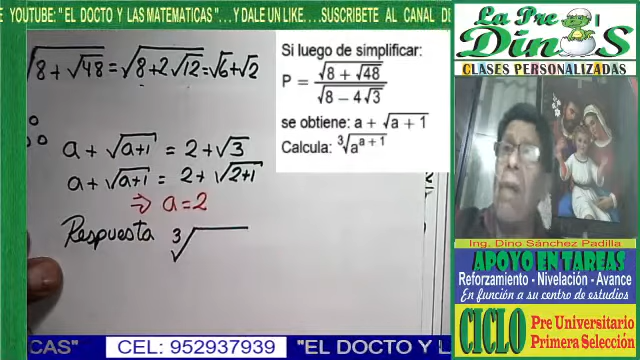 YOUTUBE: "EL DOCTO Y LAS MATEMATICAS" ...Y DALE UN LIKE....SUSCRIBETE AL CANAL DE
√(8 + √48) = √(8 + 2√12) = √6 + √2
a + √(a+1) = 2 + √3
a + √(a+1) = 2 + √(2+1)
⇒ a = 2
Respuesta ³√
Si luego de simplificar:
P = √(8 + √48) / √(8 − 4√3)
se obtiene: a + √(a + 1)
Calcula: ³√(a^(a + 1))
La Pre
DinoS
CLASES PERSONALIZADAS
Ing. Dino Sánchez Padilla
APOYO EN TAREAS
Reforzamiento - Nivelación - Avance
En función a su centro de estudios
CICLO Pre Universitario
Primera Selección
CAS" CEL: 952937939 "EL DOCTO Y L